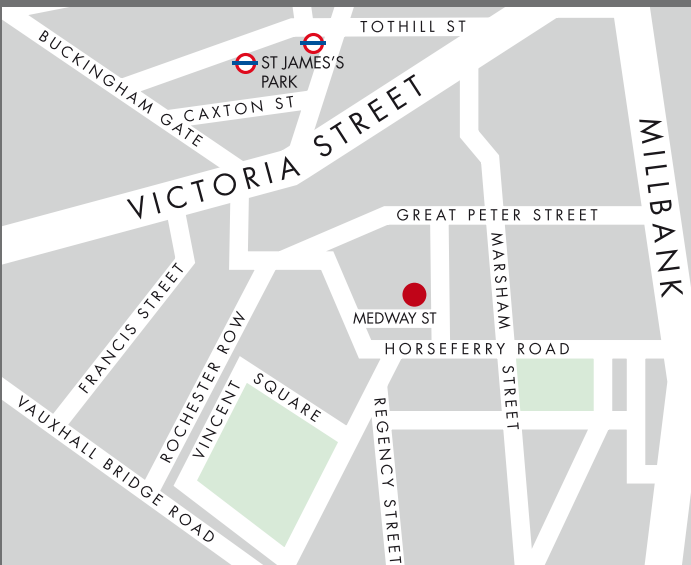 TOTHILL ST
BUCKINGHAM GATE
ST JAMES'S
PARK
CAXTON ST
VICTORIA STREET
MILLBANK
GREAT PETER STREET
MARSHAM STREET
FRANCIS STREET
MEDWAY ST
HORSEFERRY ROAD
ROCHESTER ROW
VINCENT SQUARE
REGENCY STREET
VAUXHALL BRIDGE ROAD